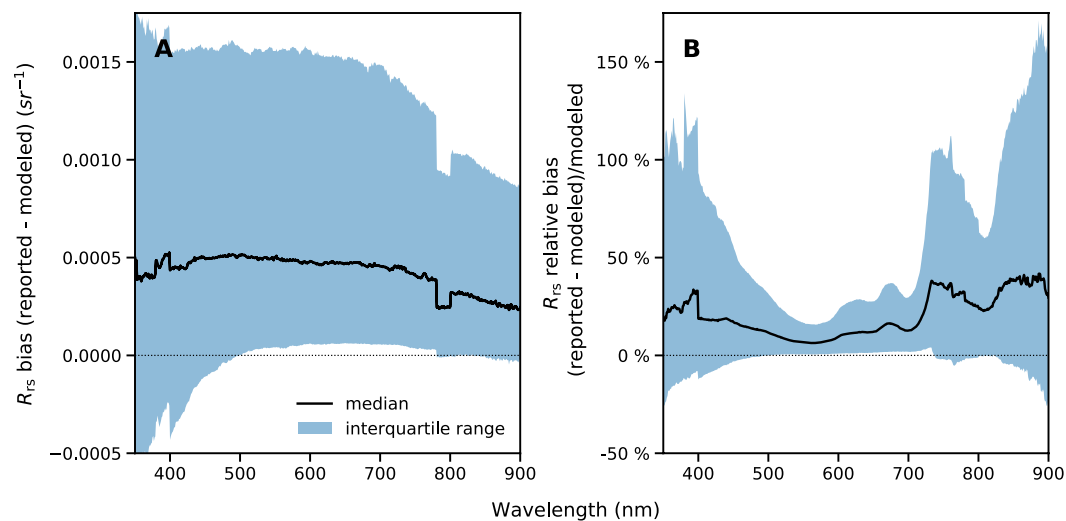 A
B
R_rs bias (reported - modeled) (sr⁻¹)
0.0015
0.0010
0.0005
0.0000
−0.0005
median
interquartile range
400
500
600
700
800
900
R_rs relative bias
(reported - modeled)/modeled
150 %
100 %
50 %
0 %
-50 %
400
500
600
700
800
900
Wavelength (nm)